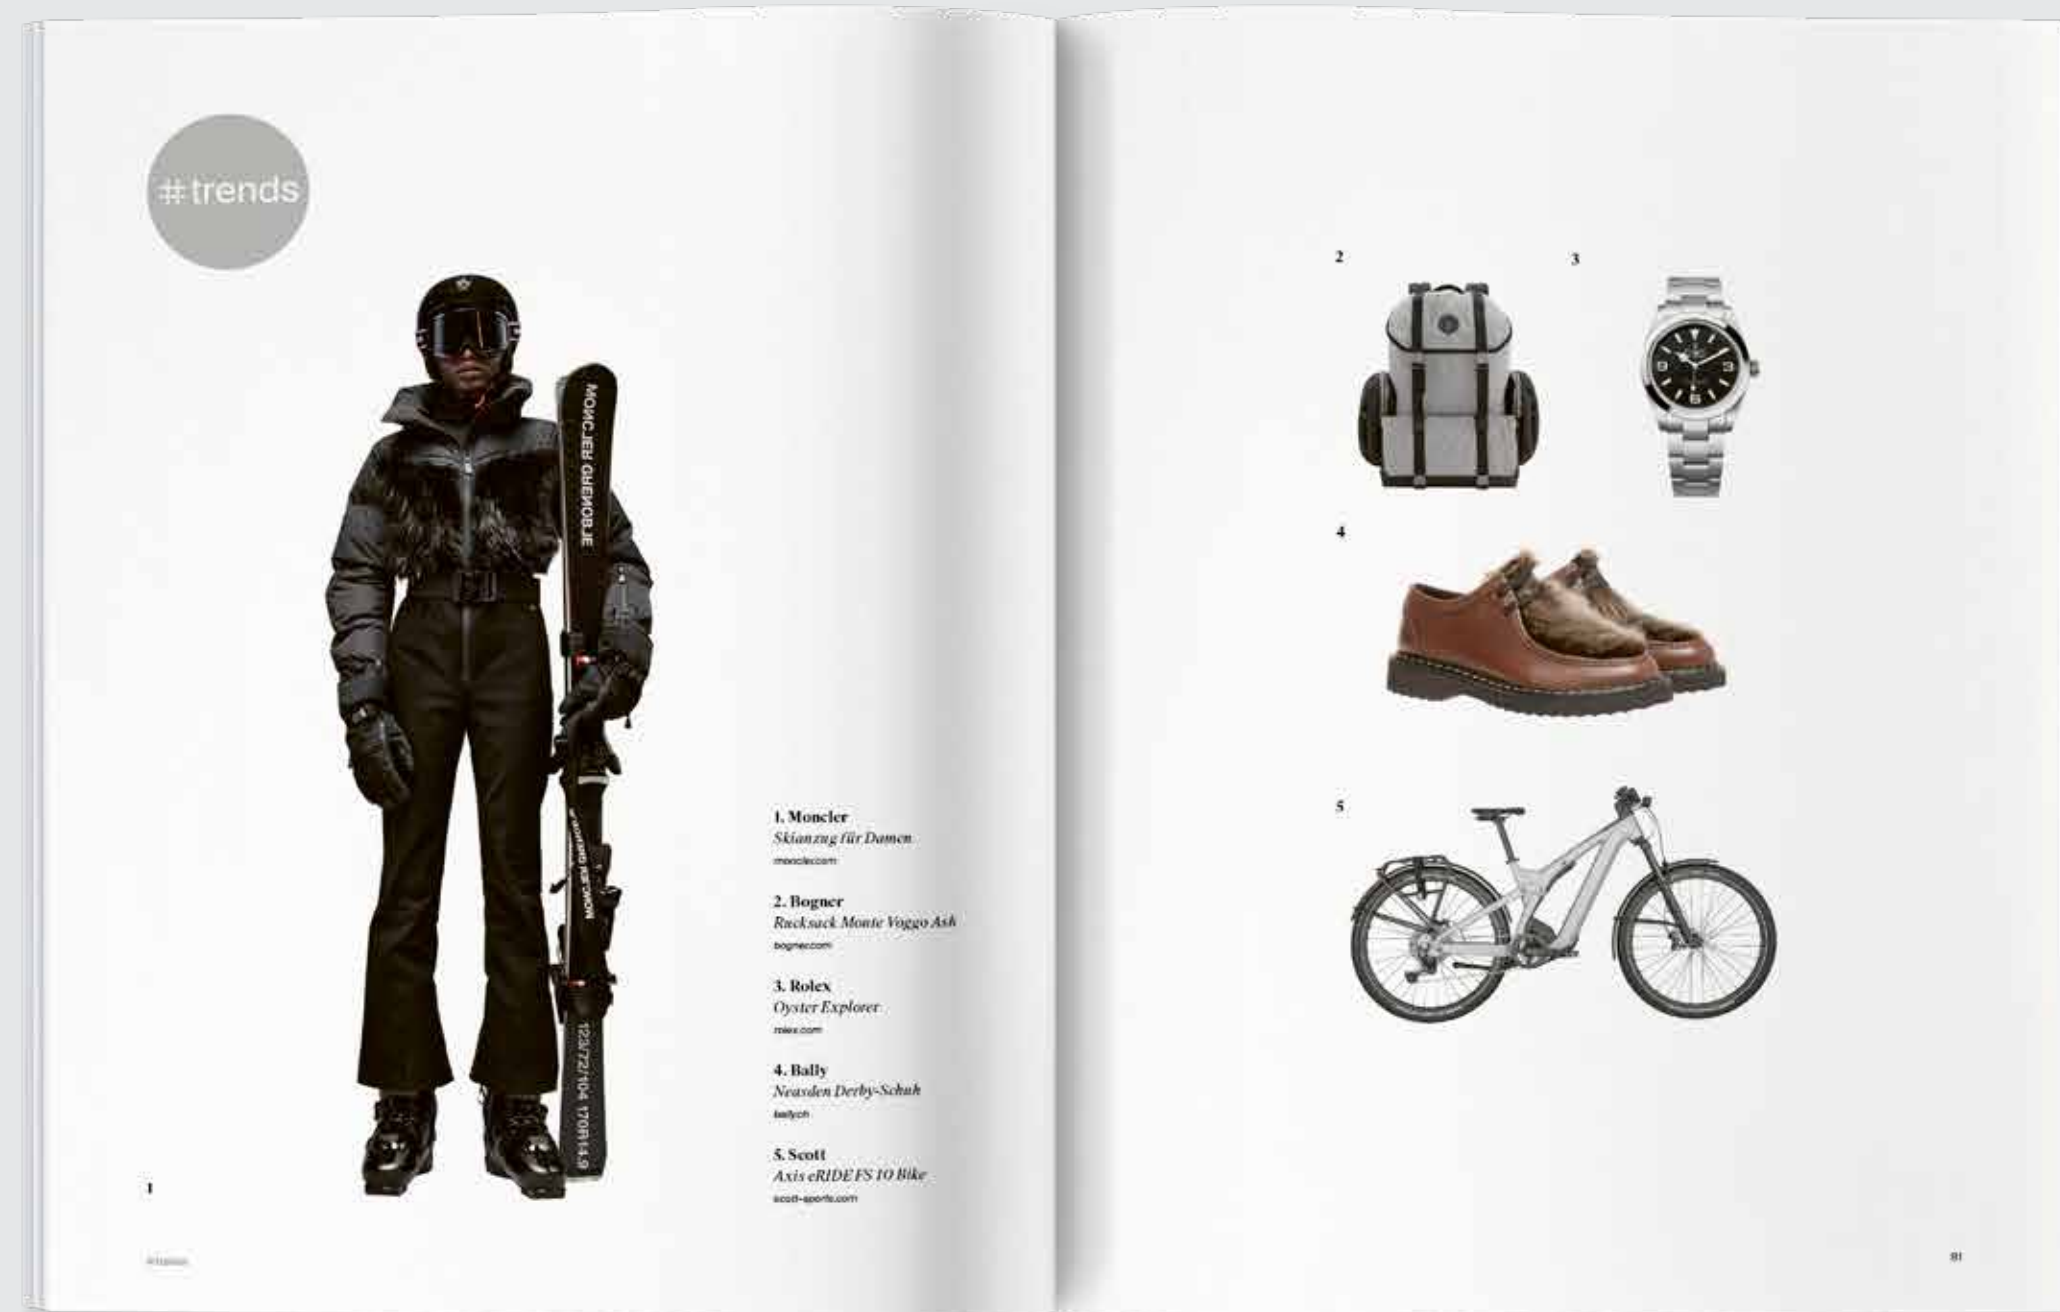 #trends
MONCLER GRENOBLE
123/72/104 170R14.9
1. Moncler
Skianzug für Damen
moncler.com
2. Bogner
Rucksack Monte Voggo Ash
bogner.com
3. Rolex
Oyster Explorer
rolex.com
4. Bally
Neasden Derby-Schuh
bally.ch
5. Scott
Axis eRIDE FS 10 Bike
scott-sports.com
1
2
3
4
5
81